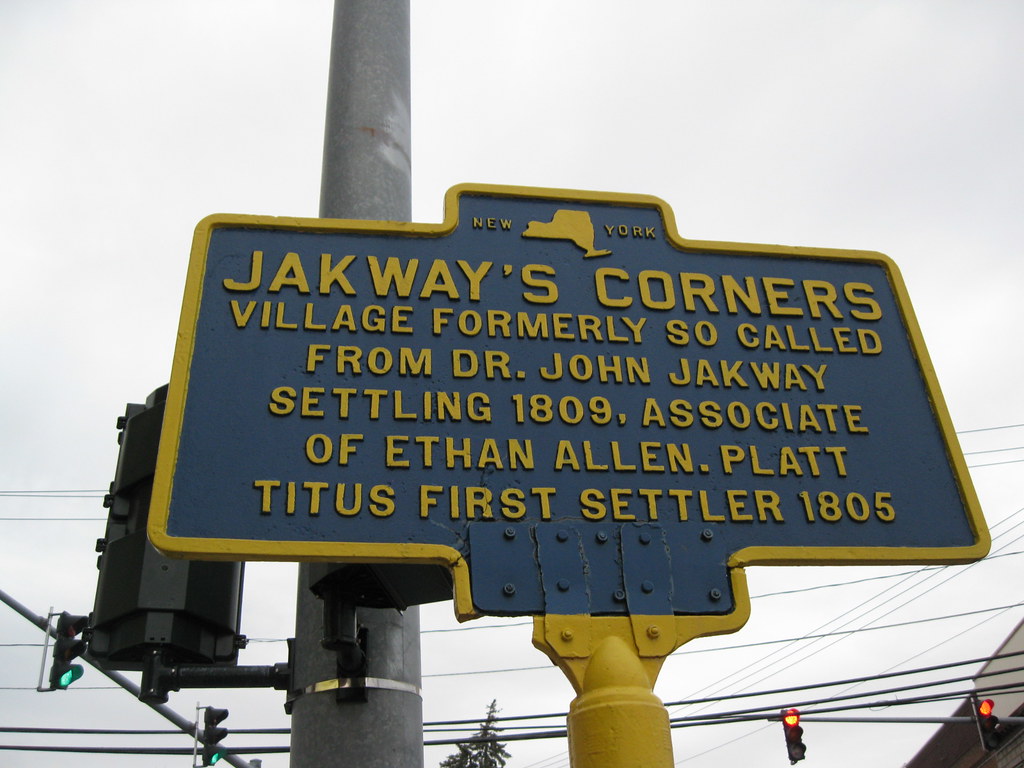 NEW YORK
JAKWAY'S CORNERS
VILLAGE FORMERLY SO CALLED
FROM DR. JOHN JAKWAY
SETTLING 1809, ASSOCIATE
OF ETHAN ALLEN. PLATT
TITUS FIRST SETTLER 1805